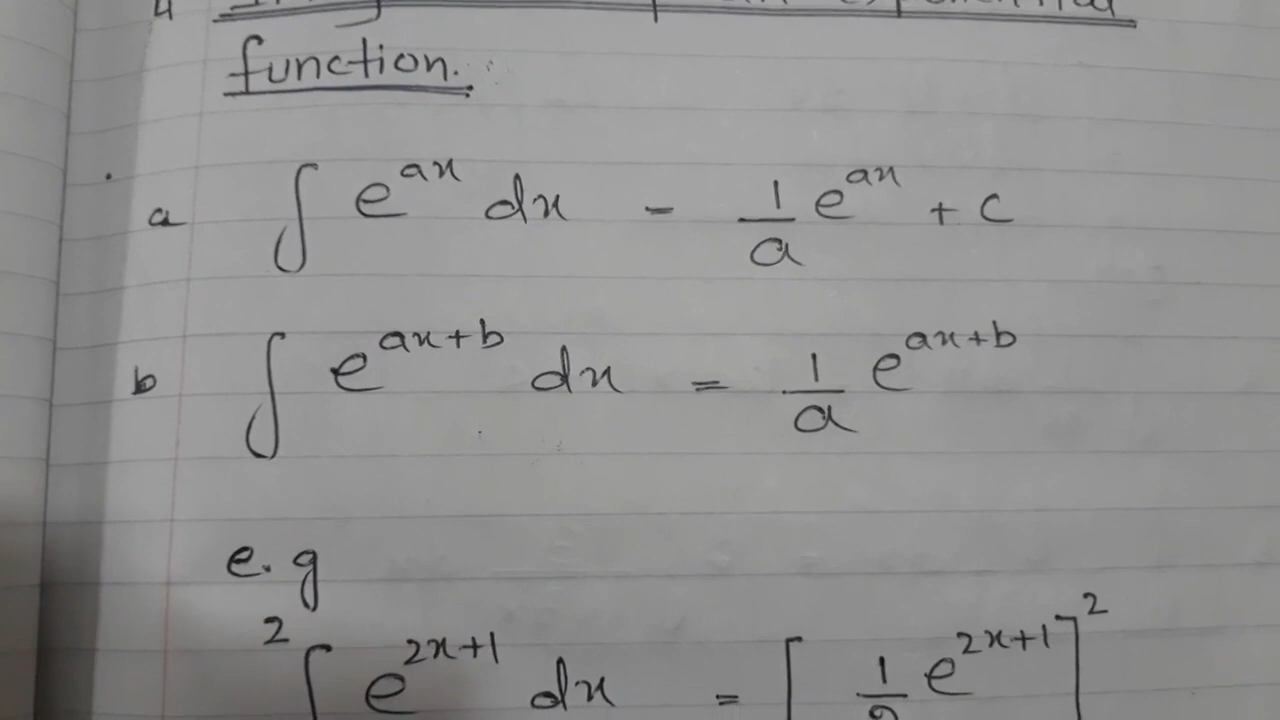 function.
a ∫ e^{ax} dx - 1/a e^{ax} + c
b ∫ e^{ax+b} dx = 1/a e^{ax+b}
e.g
2 ∫ e^{2x+1} dx = [ 1/2 e^{2x+1} ]^2